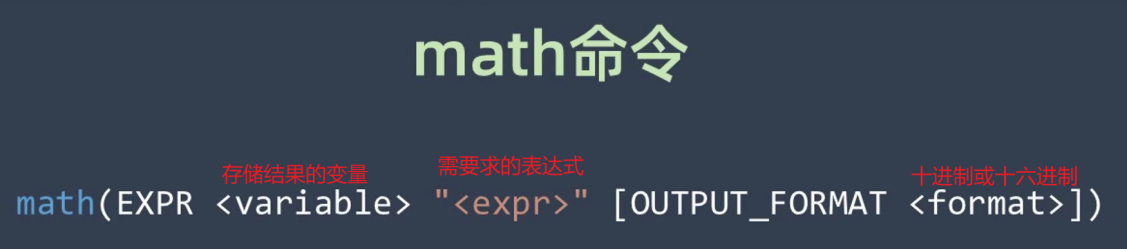 math命令
存储结果的变量 需要求的表达式 十进制或十六进制
math(EXPR <variable> "<expr>" [OUTPUT_FORMAT <format>])